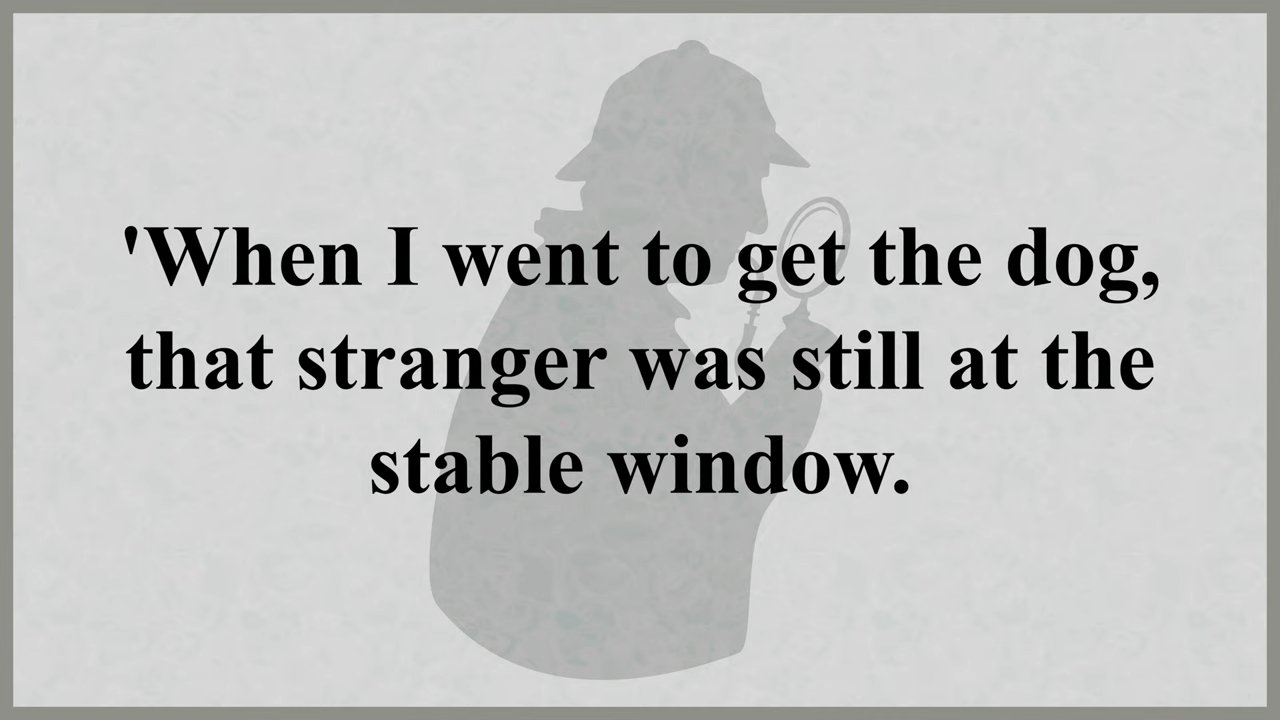 'When I went to get the dog,
that stranger was still at the
stable window.